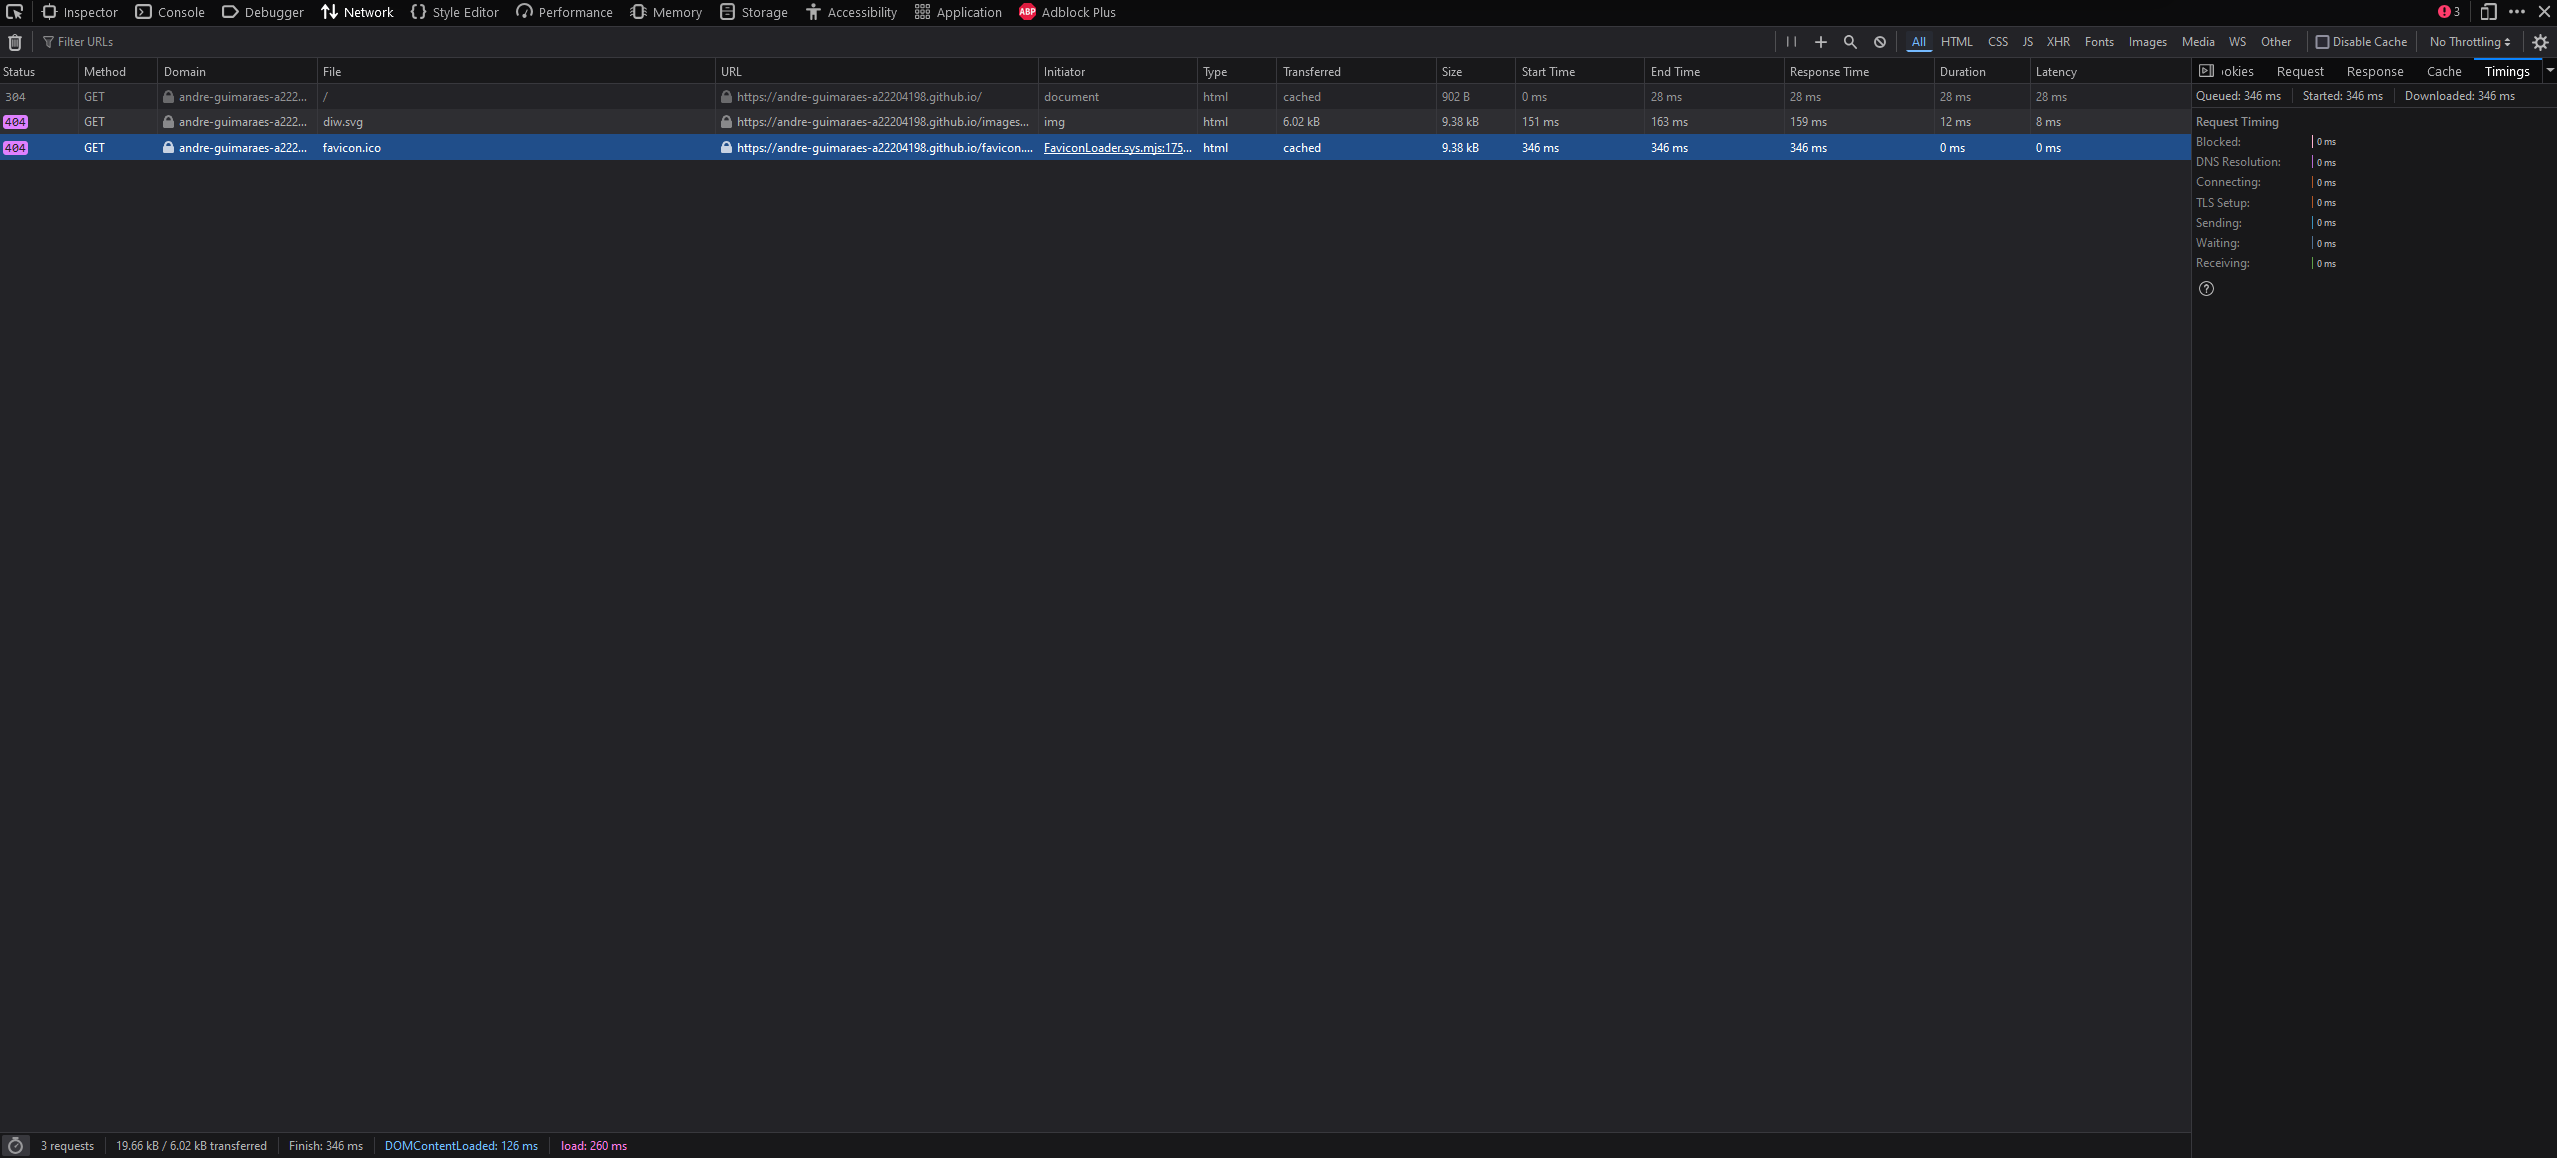 Inspector Console Debugger Network Style Editor Performance Memory Storage Accessibility Application ABP Adblock Plus 3
Filter URLs All HTML CSS JS XHR Fonts Images Media WS Other Disable Cache No Throttling
Status Method Domain File URL Initiator Type Transferred Size Start Time End Time Response Time Duration Latency
304 GET andre-guimaraes-a222... / https://andre-guimaraes-a22204198.github.io/ document html cached 902 B 0 ms 28 ms 28 ms 28 ms 28 ms
404 GET andre-guimaraes-a222... diw.svg https://andre-guimaraes-a22204198.github.io/images... img html 6.02 kB 9.38 kB 151 ms 163 ms 159 ms 12 ms 8 ms
404 GET andre-guimaraes-a222... favicon.ico https://andre-guimaraes-a22204198.github.io/favicon.... FaviconLoader.sys.mjs:175... html cached 9.38 kB 346 ms 346 ms 346 ms 0 ms 0 ms
ookies Request Response Cache Timings
Queued: 346 ms Started: 346 ms Downloaded: 346 ms
Request Timing
Blocked: 0 ms
DNS Resolution: 0 ms
Connecting: 0 ms
TLS Setup: 0 ms
Sending: 0 ms
Waiting: 0 ms
Receiving: 0 ms
3 requests 19.66 kB / 6.02 kB transferred Finish: 346 ms DOMContentLoaded: 126 ms load: 260 ms